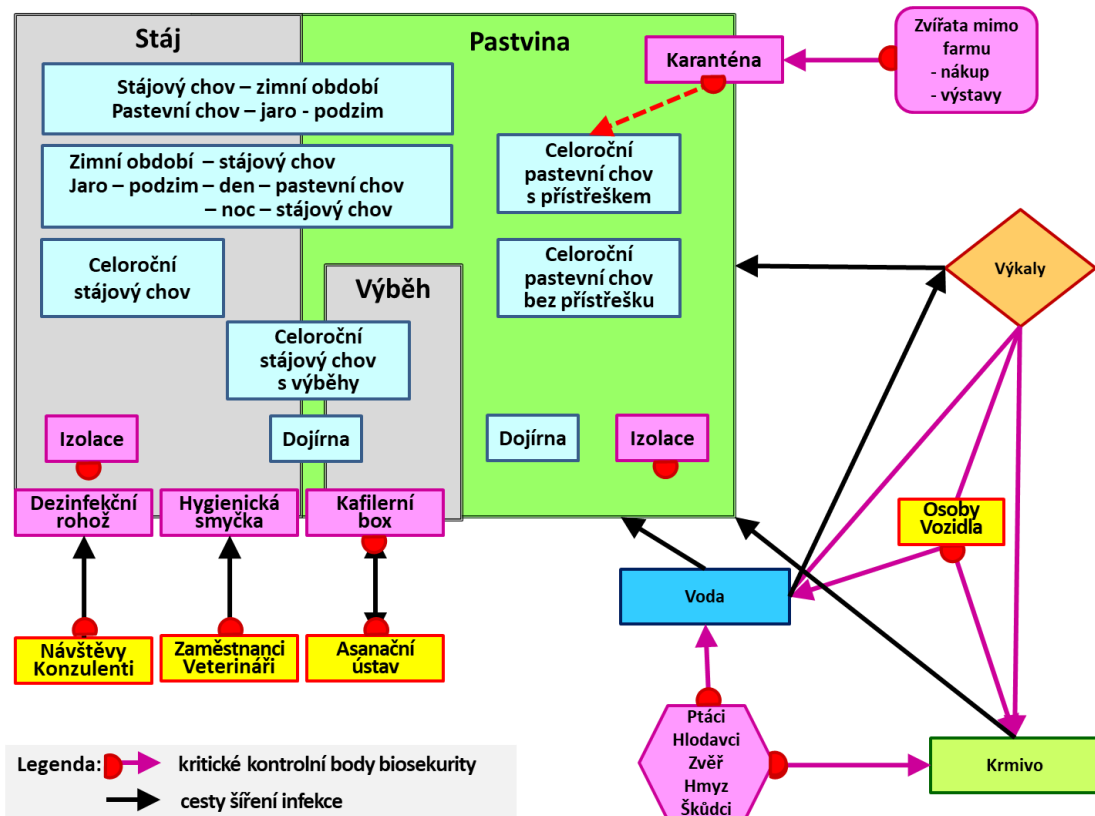 Stáj
Pastvina
Stájový chov – zimní období
Pastevní chov – jaro - podzim
Zimní období – stájový chov
Jaro – podzim – den – pastevní chov
– noc – stájový chov
Celoroční
stájový chov
Výběh
Celoroční
stájový chov
s výběhy
Karanténa
Zvířata mimo
farmu
- nákup
- výstavy
Celoroční
pastevní chov
s přístřeškem
Celoroční
pastevní chov
bez přístřešku
Výkaly
Izolace
Dojírna
Dojírna
Izolace
Dezinfekční
rohož
Hygienická
smyčka
Kafilerní
box
Osoby
Vozidla
Voda
Návštěvy
Konzulenti
Zaměstnanci
Veterináři
Asanační
ústav
Ptáci
Hlodavci
Zvěř
Hmyz
Škůdci
Krmivo
Legenda: kritické kontrolní body biosekurity
cesty šíření infekce